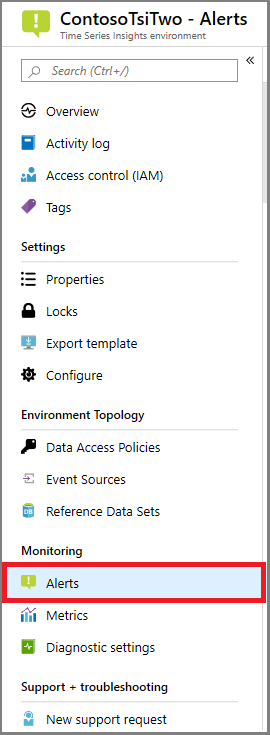 ContosoTsiTwo - Alerts
Time Series Insights environment
Search (Ctrl+/)
Overview
Activity log
Access control (IAM)
Tags
Settings
Properties
Locks
Export template
Configure
Environment Topology
Data Access Policies
Event Sources
Reference Data Sets
Monitoring
Alerts
Metrics
Diagnostic settings
Support + troubleshooting
New support request